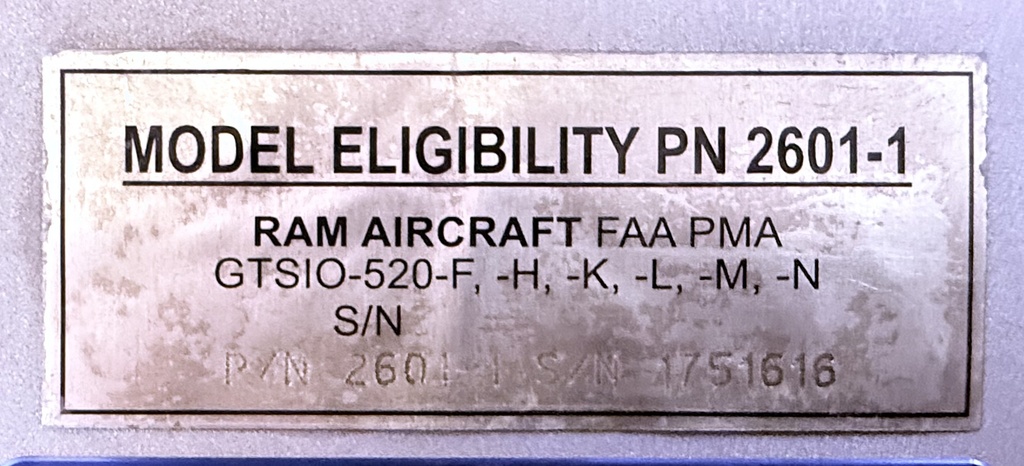 MODEL ELIGIBILITY PN 2601-1
RAM AIRCRAFT FAA PMA
GTSIO-520-F, -H, -K, -L, -M, -N
S/N
P/N 2601-1 S/N 1751616